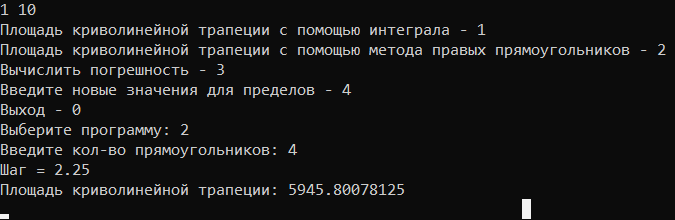 1 10
Площадь криволинейной трапеции с помощью интеграла - 1
Площадь криволинейной трапеции с помощью метода правых прямоугольников - 2
Вычислить погрешность - 3
Введите новые значения для пределов - 4
Выход - 0
Выберите программу: 2
Введите кол-во прямоугольников: 4
Шаг = 2.25
Площадь криволинейной трапеции: 5945.80078125